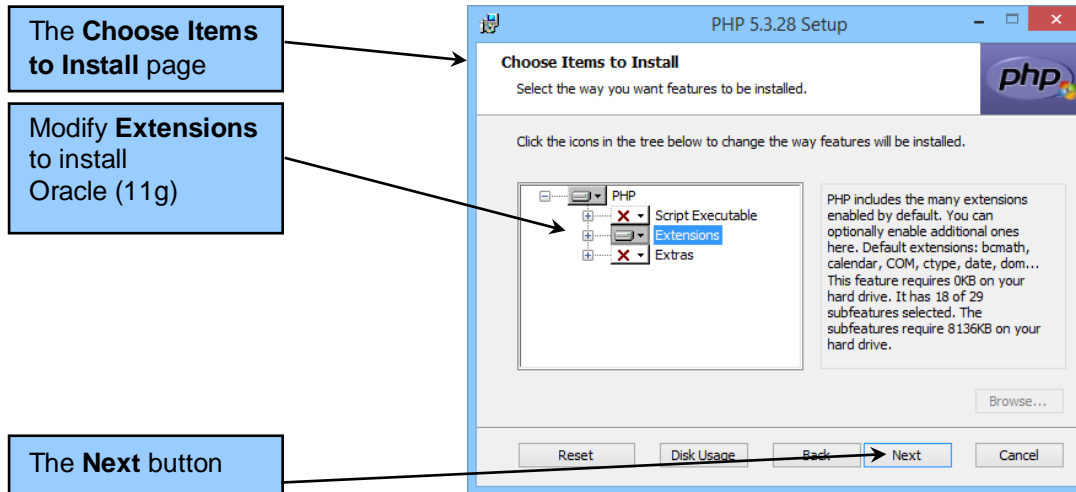 The Choose Items
to Install page
Modify Extensions
to install
Oracle (11g)
The Next button
PHP 5.3.28 Setup
Choose Items to Install
Select the way you want features to be installed.
php
Click the icons in the tree below to change the way features will be installed.
PHP
Script Executable
Extensions
Extras
PHP includes the many extensions
enabled by default. You can
optionally enable additional ones
here. Default extensions: bcmath,
calendar, COM, ctype, date, dom...
This feature requires 0KB on your
hard drive. It has 18 of 29
subfeatures selected. The
subfeatures require 8136KB on your
hard drive.
Browse...
Reset
Disk Usage
Back
Next
Cancel